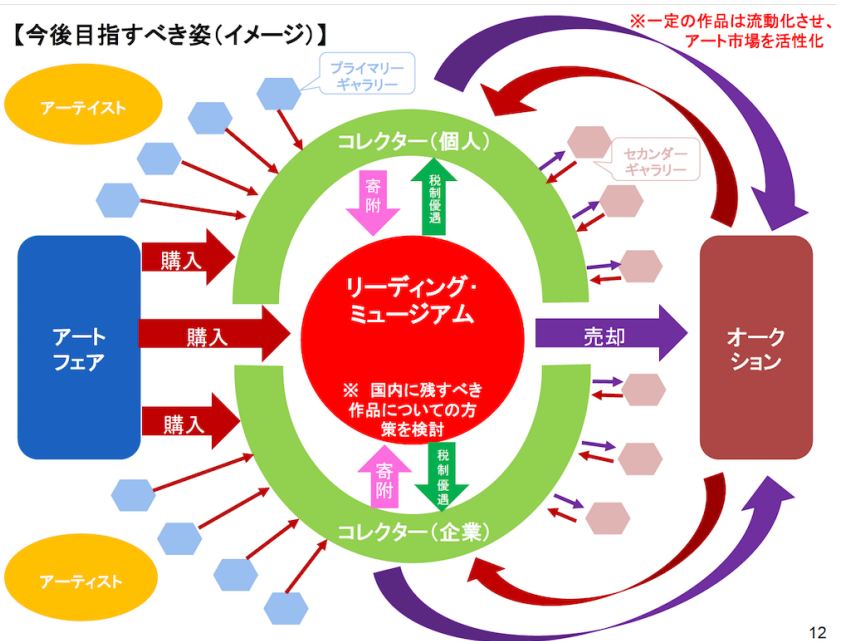 【今後目指すべき姿（イメージ）】
※一定の作品は流動化させ、
アート市場を活性化
アーテイスト
プライマリー
ギャラリー
コレクター（個人）
セカンダー
ギャラリー
寄附
税制優遇
購入
リーディング・
ミュージアム
アート
フェア
購入
売却
オーク
ション
※ 国内に残すべき
作品についての方
策を検討
購入
寄附
税制優遇
コレクター（企業）
アーティスト
12